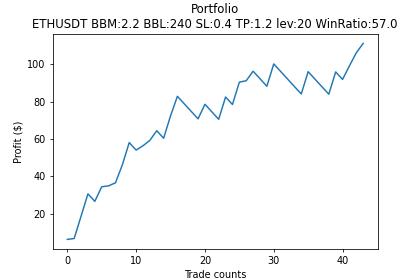 Portfolio
ETHUSDT BBM:2.2 BBL:240 SL:0.4 TP:1.2 lev:20 WinRatio:57.0
Profit ($)
100
80
60
40
20
0
10
20
30
40
Trade counts